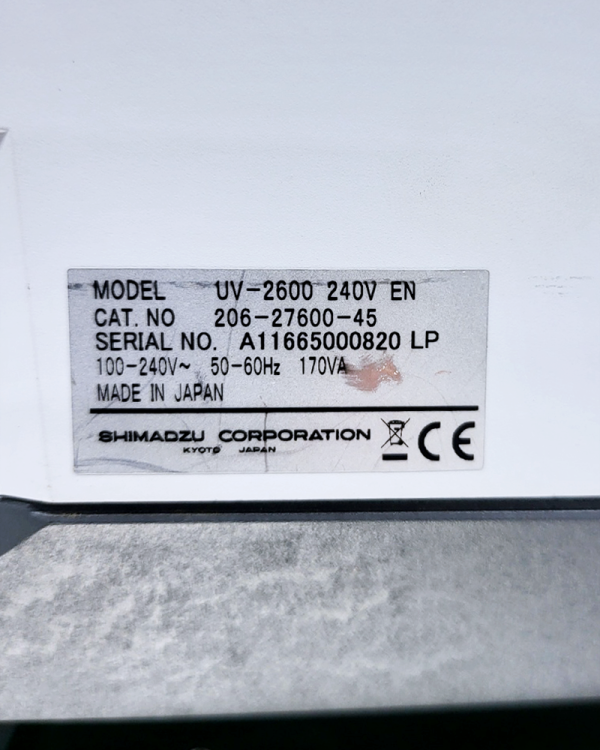 MODEL UV-2600 240V EN
CAT. NO 206-27600-45
SERIAL NO. A11665000820 LP
100-240V~ 50-60Hz 170VA
MADE IN JAPAN
SHIMADZU CORPORATION CE
KYOTO JAPAN